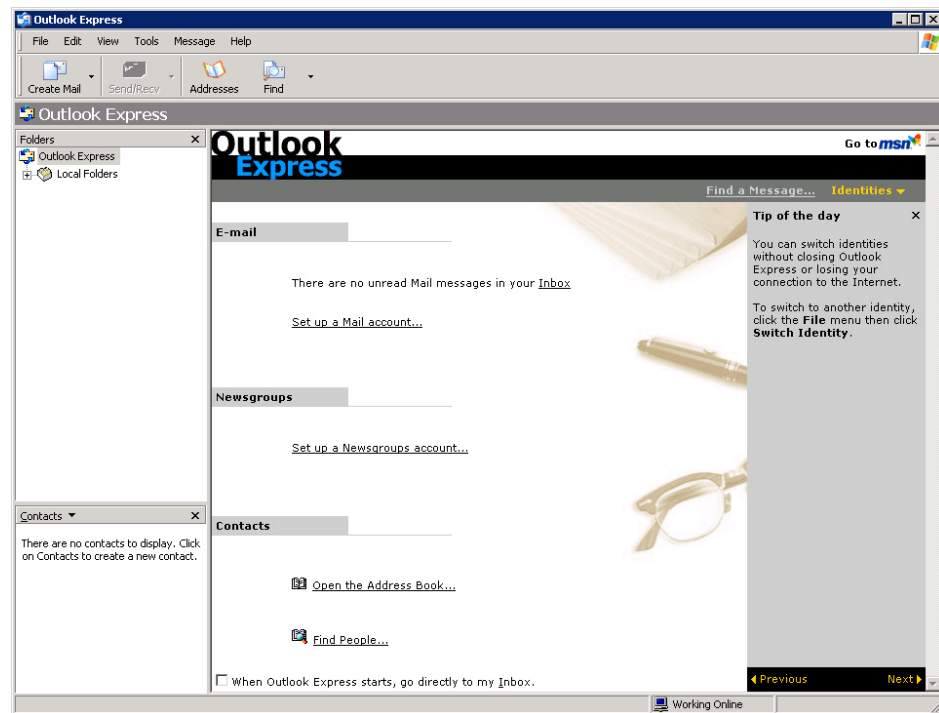 Outlook Express
File Edit View Tools Message Help
Create Mail Send/Recv Addresses Find
Outlook Express
Folders
Outlook Express
Local Folders
Contacts
There are no contacts to display. Click
on Contacts to create a new contact.
Outlook
Express
Go to msn
Find a Message... Identities
E-mail
There are no unread Mail messages in your Inbox
Set up a Mail account...
Newsgroups
Set up a Newsgroups account...
Contacts
Open the Address Book...
Find People...
When Outlook Express starts, go directly to my Inbox.
Tip of the day
You can switch identities
without closing Outlook
Express or losing your
connection to the Internet.
To switch to another identity,
click the File menu then click
Switch Identity.
Previous Next
Working Online